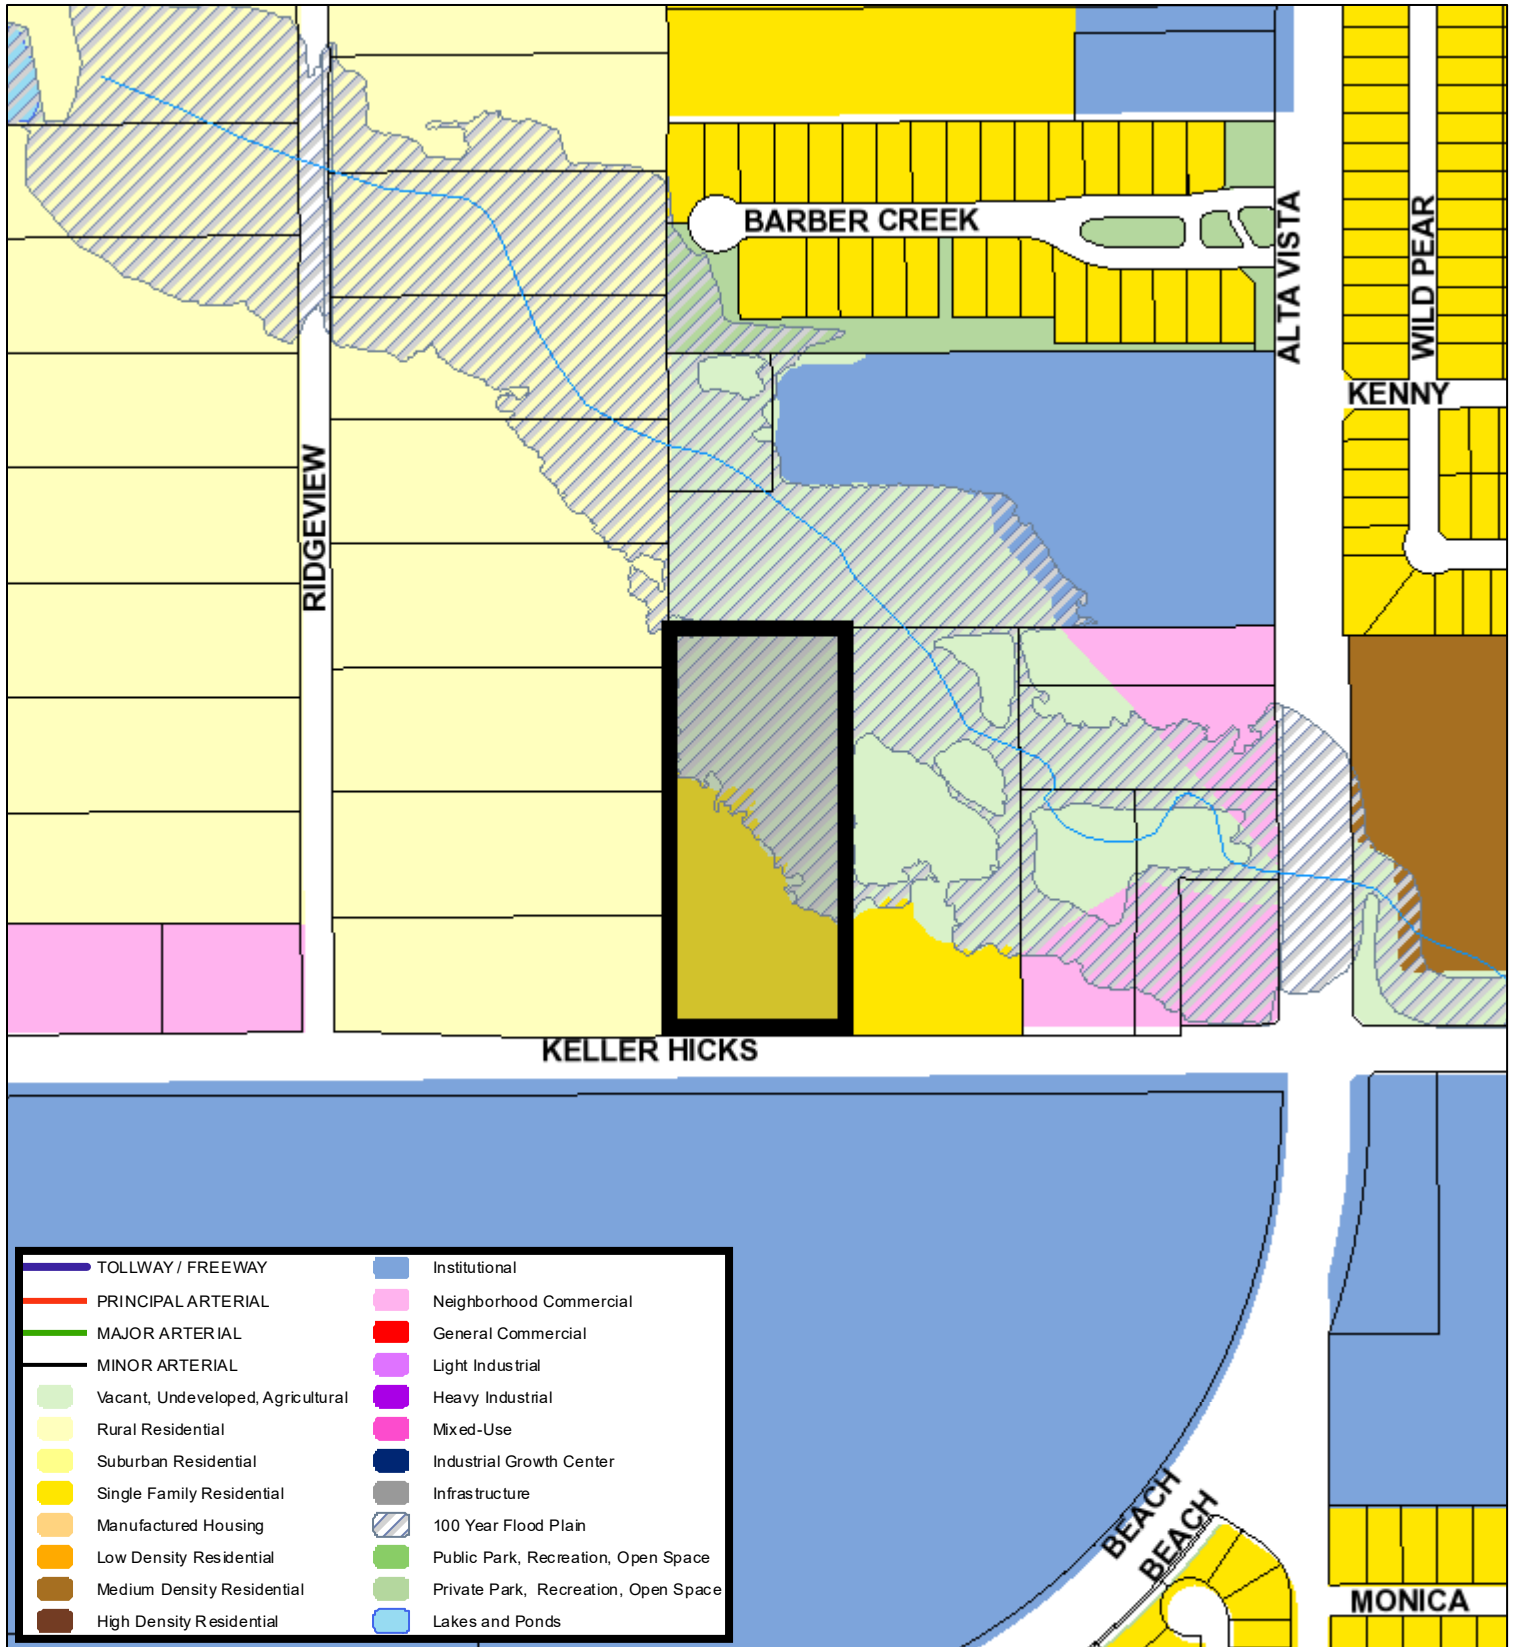 BARBER CREEK
ALTA VISTA
WILD PEAR
KENNY
RIDGEVIEW
KELLER HICKS
BEACH
BEACH
MONICA
TOLLWAY / FREEWAY
PRINCIPAL ARTERIAL
MAJOR ARTERIAL
MINOR ARTERIAL
Vacant, Undeveloped, Agricultural
Rural Residential
Suburban Residential
Single Family Residential
Manufactured Housing
Low Density Residential
Medium Density Residential
High Density Residential
Institutional
Neighborhood Commercial
General Commercial
Light Industrial
Heavy Industrial
Mixed-Use
Industrial Growth Center
Infrastructure
100 Year Flood Plain
Public Park, Recreation, Open Space
Private Park, Recreation, Open Space
Lakes and Ponds